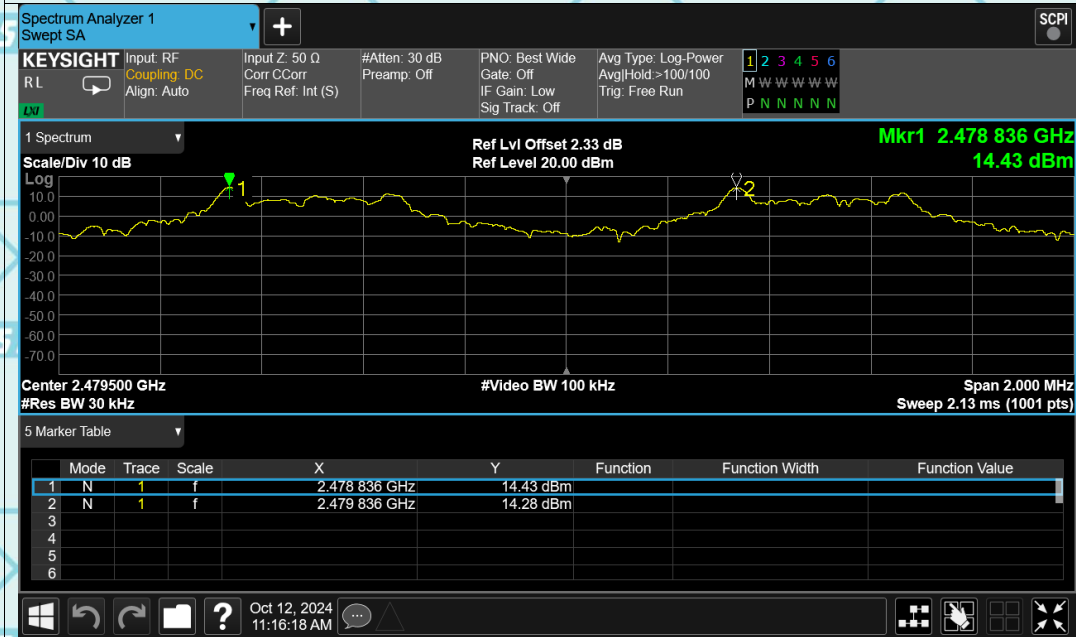 Spectrum Analyzer 1
Swept SA
+
SCPI
KEYSIGHT
R L
LXI
Input: RF
Coupling: DC
Align: Auto
Input Z: 50 Ω
Corr CCorr
Freq Ref: Int (S)
#Atten: 30 dB
Preamp: Off
PNO: Best Wide
Gate: Off
IF Gain: Low
Sig Track: Off
Avg Type: Log-Power
Avg|Hold:>100/100
Trig: Free Run
1 2 3 4 5 6
M W W W W W
P N N N N N
1 Spectrum
Scale/Div 10 dB
Ref Lvl Offset 2.33 dB
Ref Level 20.00 dBm
Mkr1 2.478 836 GHz
14.43 dBm
Log
10.0
0.00
-10.0
-20.0
-30.0
-40.0
-50.0
-60.0
-70.0
1
2
Center 2.479500 GHz
#Video BW 100 kHz
Span 2.000 MHz
#Res BW 30 kHz
Sweep 2.13 ms (1001 pts)
5 Marker Table
Mode Trace Scale X Y Function Function Width Function Value
1 N 1 f 2.478 836 GHz 14.43 dBm
2 N 1 f 2.479 836 GHz 14.28 dBm
3
4
5
6
?
Oct 12, 2024
11:16:18 AM